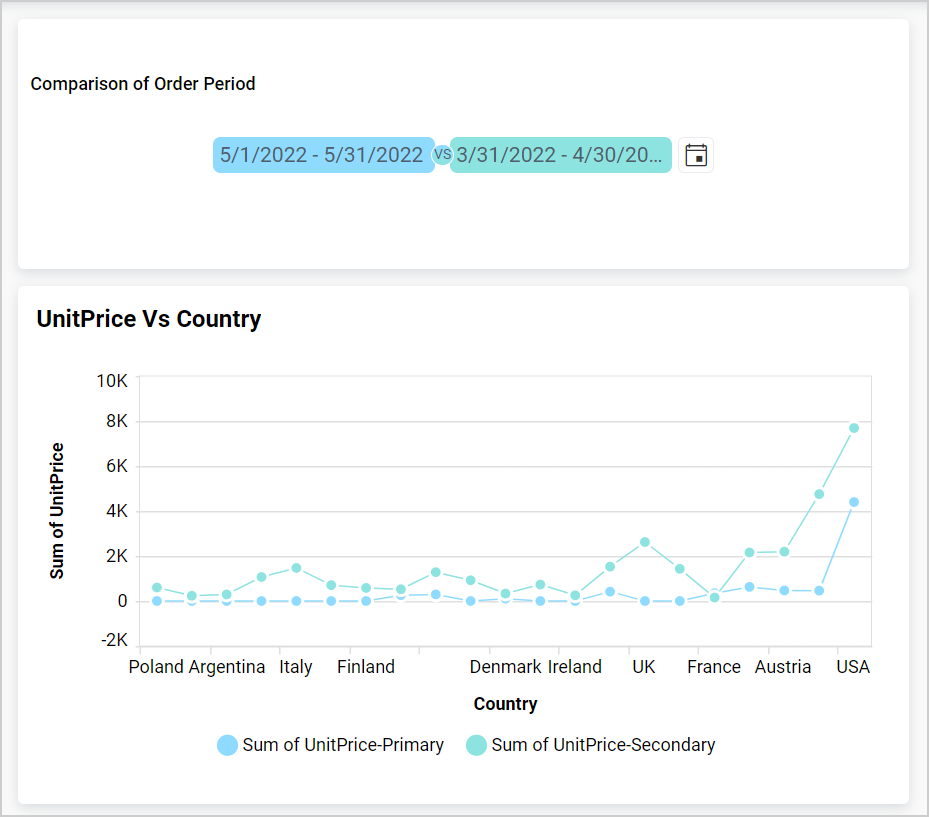 Comparison of Order Period
5/1/2022 - 5/31/2022 VS 3/31/2022 - 4/30/20...
UnitPrice Vs Country
10K
8K
6K
4K
2K
0
-2K
Sum of UnitPrice
Poland Argentina Italy Finland Denmark Ireland UK France Austria USA
Country
Sum of UnitPrice-Primary Sum of UnitPrice-Secondary